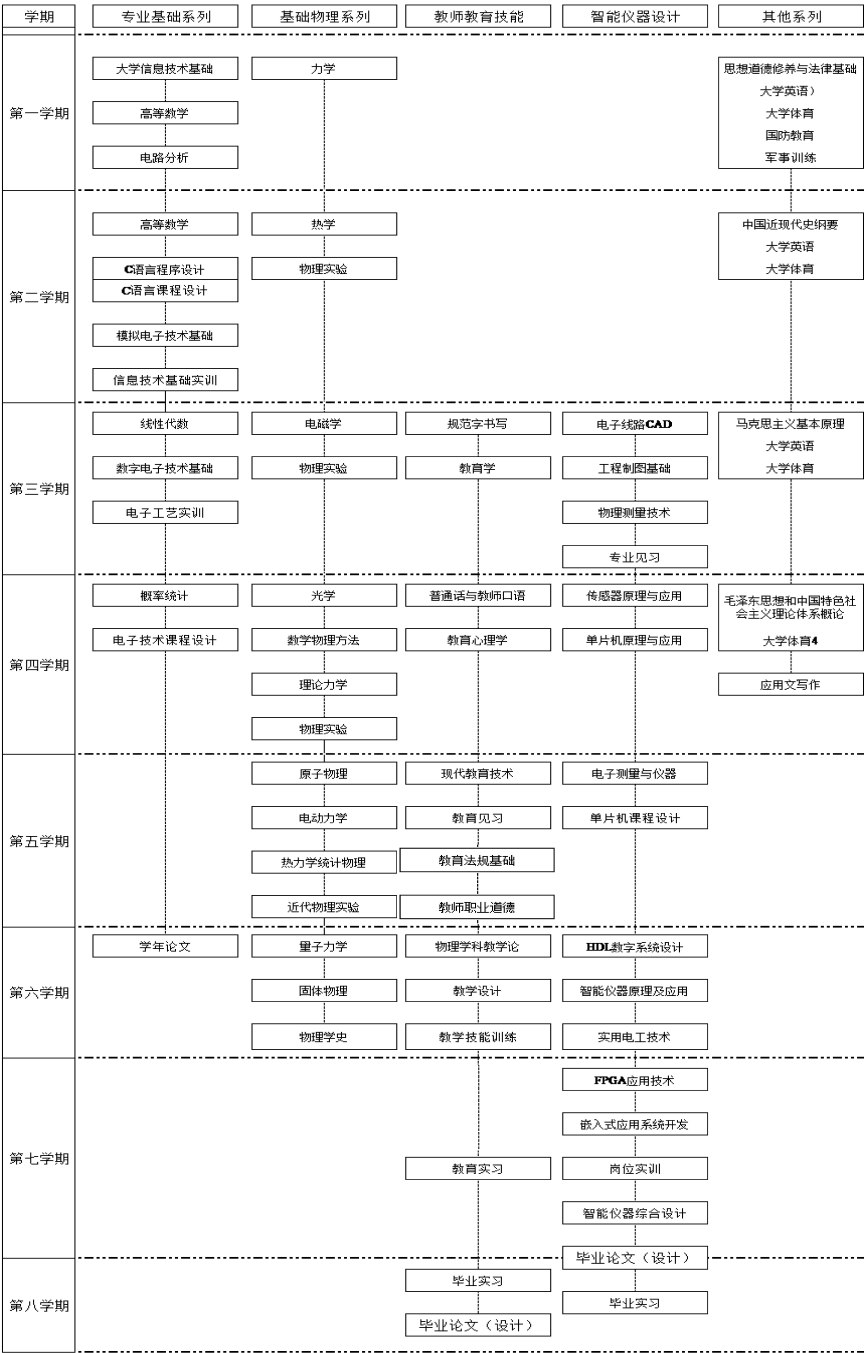 学期
专业基础系列
基础物理系列
教师教育技能
智能仪器设计
其他系列
第一学期
大学信息技术基础
高等数学
电路分析
力学
思想道德修养与法律基础
大学英语）
大学体育
国防教育
军事训练
第二学期
高等数学
C语言程序设计
C语言课程设计
模拟电子技术基础
信息技术基础实训
热学
物理实验
中国近现代史纲要
大学英语
大学体育
第三学期
线性代数
数字电子技术基础
电子工艺实训
电磁学
物理实验
规范字书写
教育学
电子线路CAD
工程制图基础
物理测量技术
专业见习
马克思主义基本原理
大学英语
大学体育
第四学期
概率统计
电子技术课程设计
光学
数学物理方法
理论力学
物理实验
普通话与教师口语
教育心理学
传感器原理与应用
单片机原理与应用
毛泽东思想和中国特色社
会主义理论体系概论
大学体育4
应用文写作
第五学期
原子物理
电动力学
热力学统计物理
近代物理实验
现代教育技术
教育见习
教育法规基础
教师职业道德
电子测量与仪器
单片机课程设计
第六学期
学年论文
量子力学
固体物理
物理学史
物理学科教学论
教学设计
教学技能训练
HDL数字系统设计
智能仪器原理及应用
实用电工技术
第七学期
教育实习
FPGA应用技术
嵌入式应用系统开发
岗位实训
智能仪器综合设计
毕业论文（设计）
第八学期
毕业实习
毕业论文（设计）
毕业实习